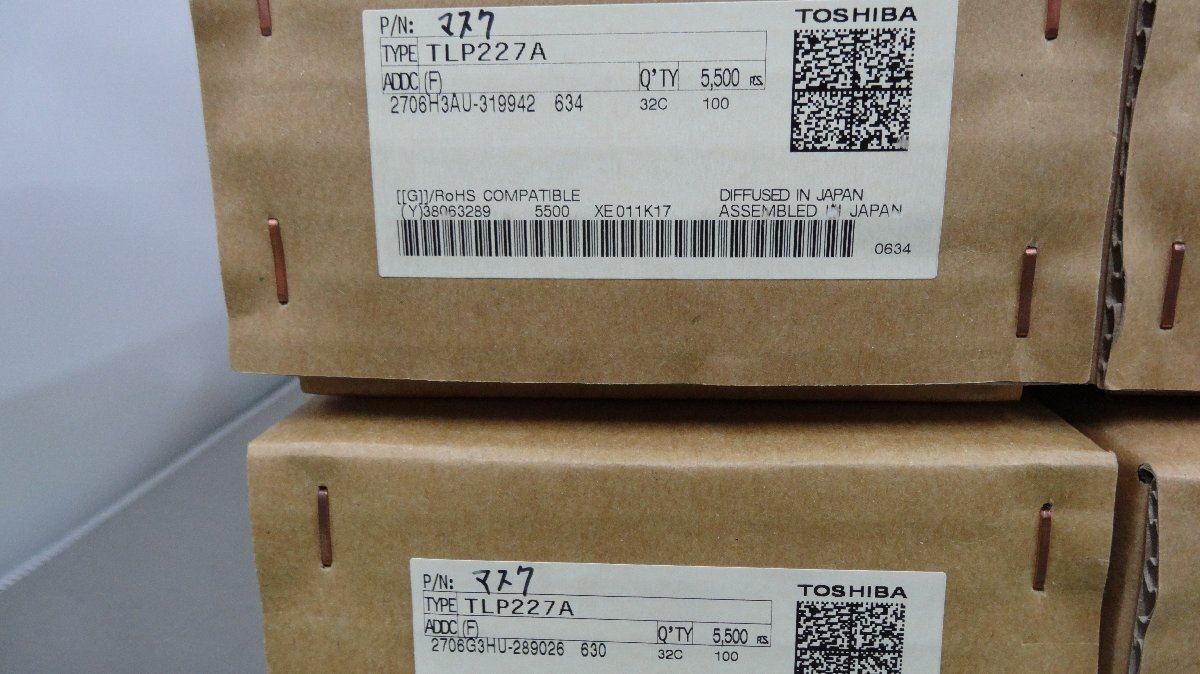 P/N: マスク
TOSHIBA
TYPE TLP227A
ADDC (F) Q'TY 5,500 PCS.
2706H3AU-319942 634 32C 100
[[G]]/RoHS COMPATIBLE DIFFUSED IN JAPAN
(Y)38063289 5500 XE011K17 ASSEMBLED IN JAPAN
0634
P/N: マスク
TOSHIBA
TYPE TLP227A
ADDC (F) Q'TY 5,500 PCS.
2706G3HU-289026 630 32C 100